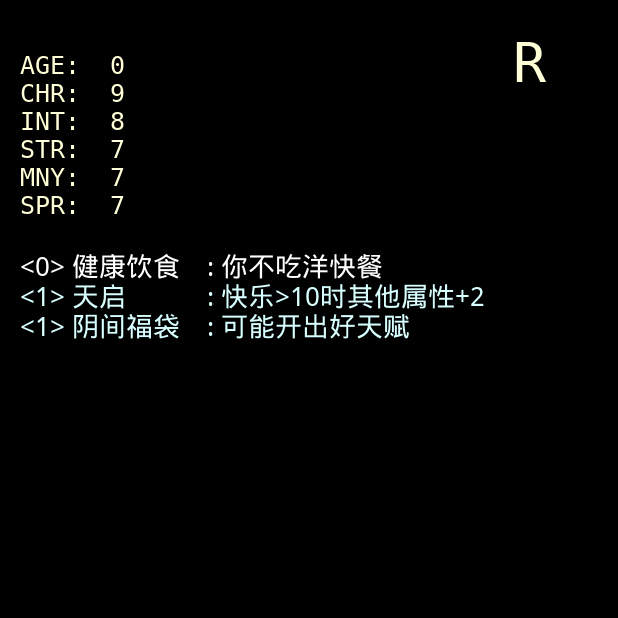 R
AGE: 0
CHR: 9
INT: 8
STR: 7
MNY: 7
SPR: 7
<0> 健康饮食 : 你不吃洋快餐
<1> 天启 : 快乐>10时其他属性+2
<1> 阴间福袋 : 可能开出好天赋